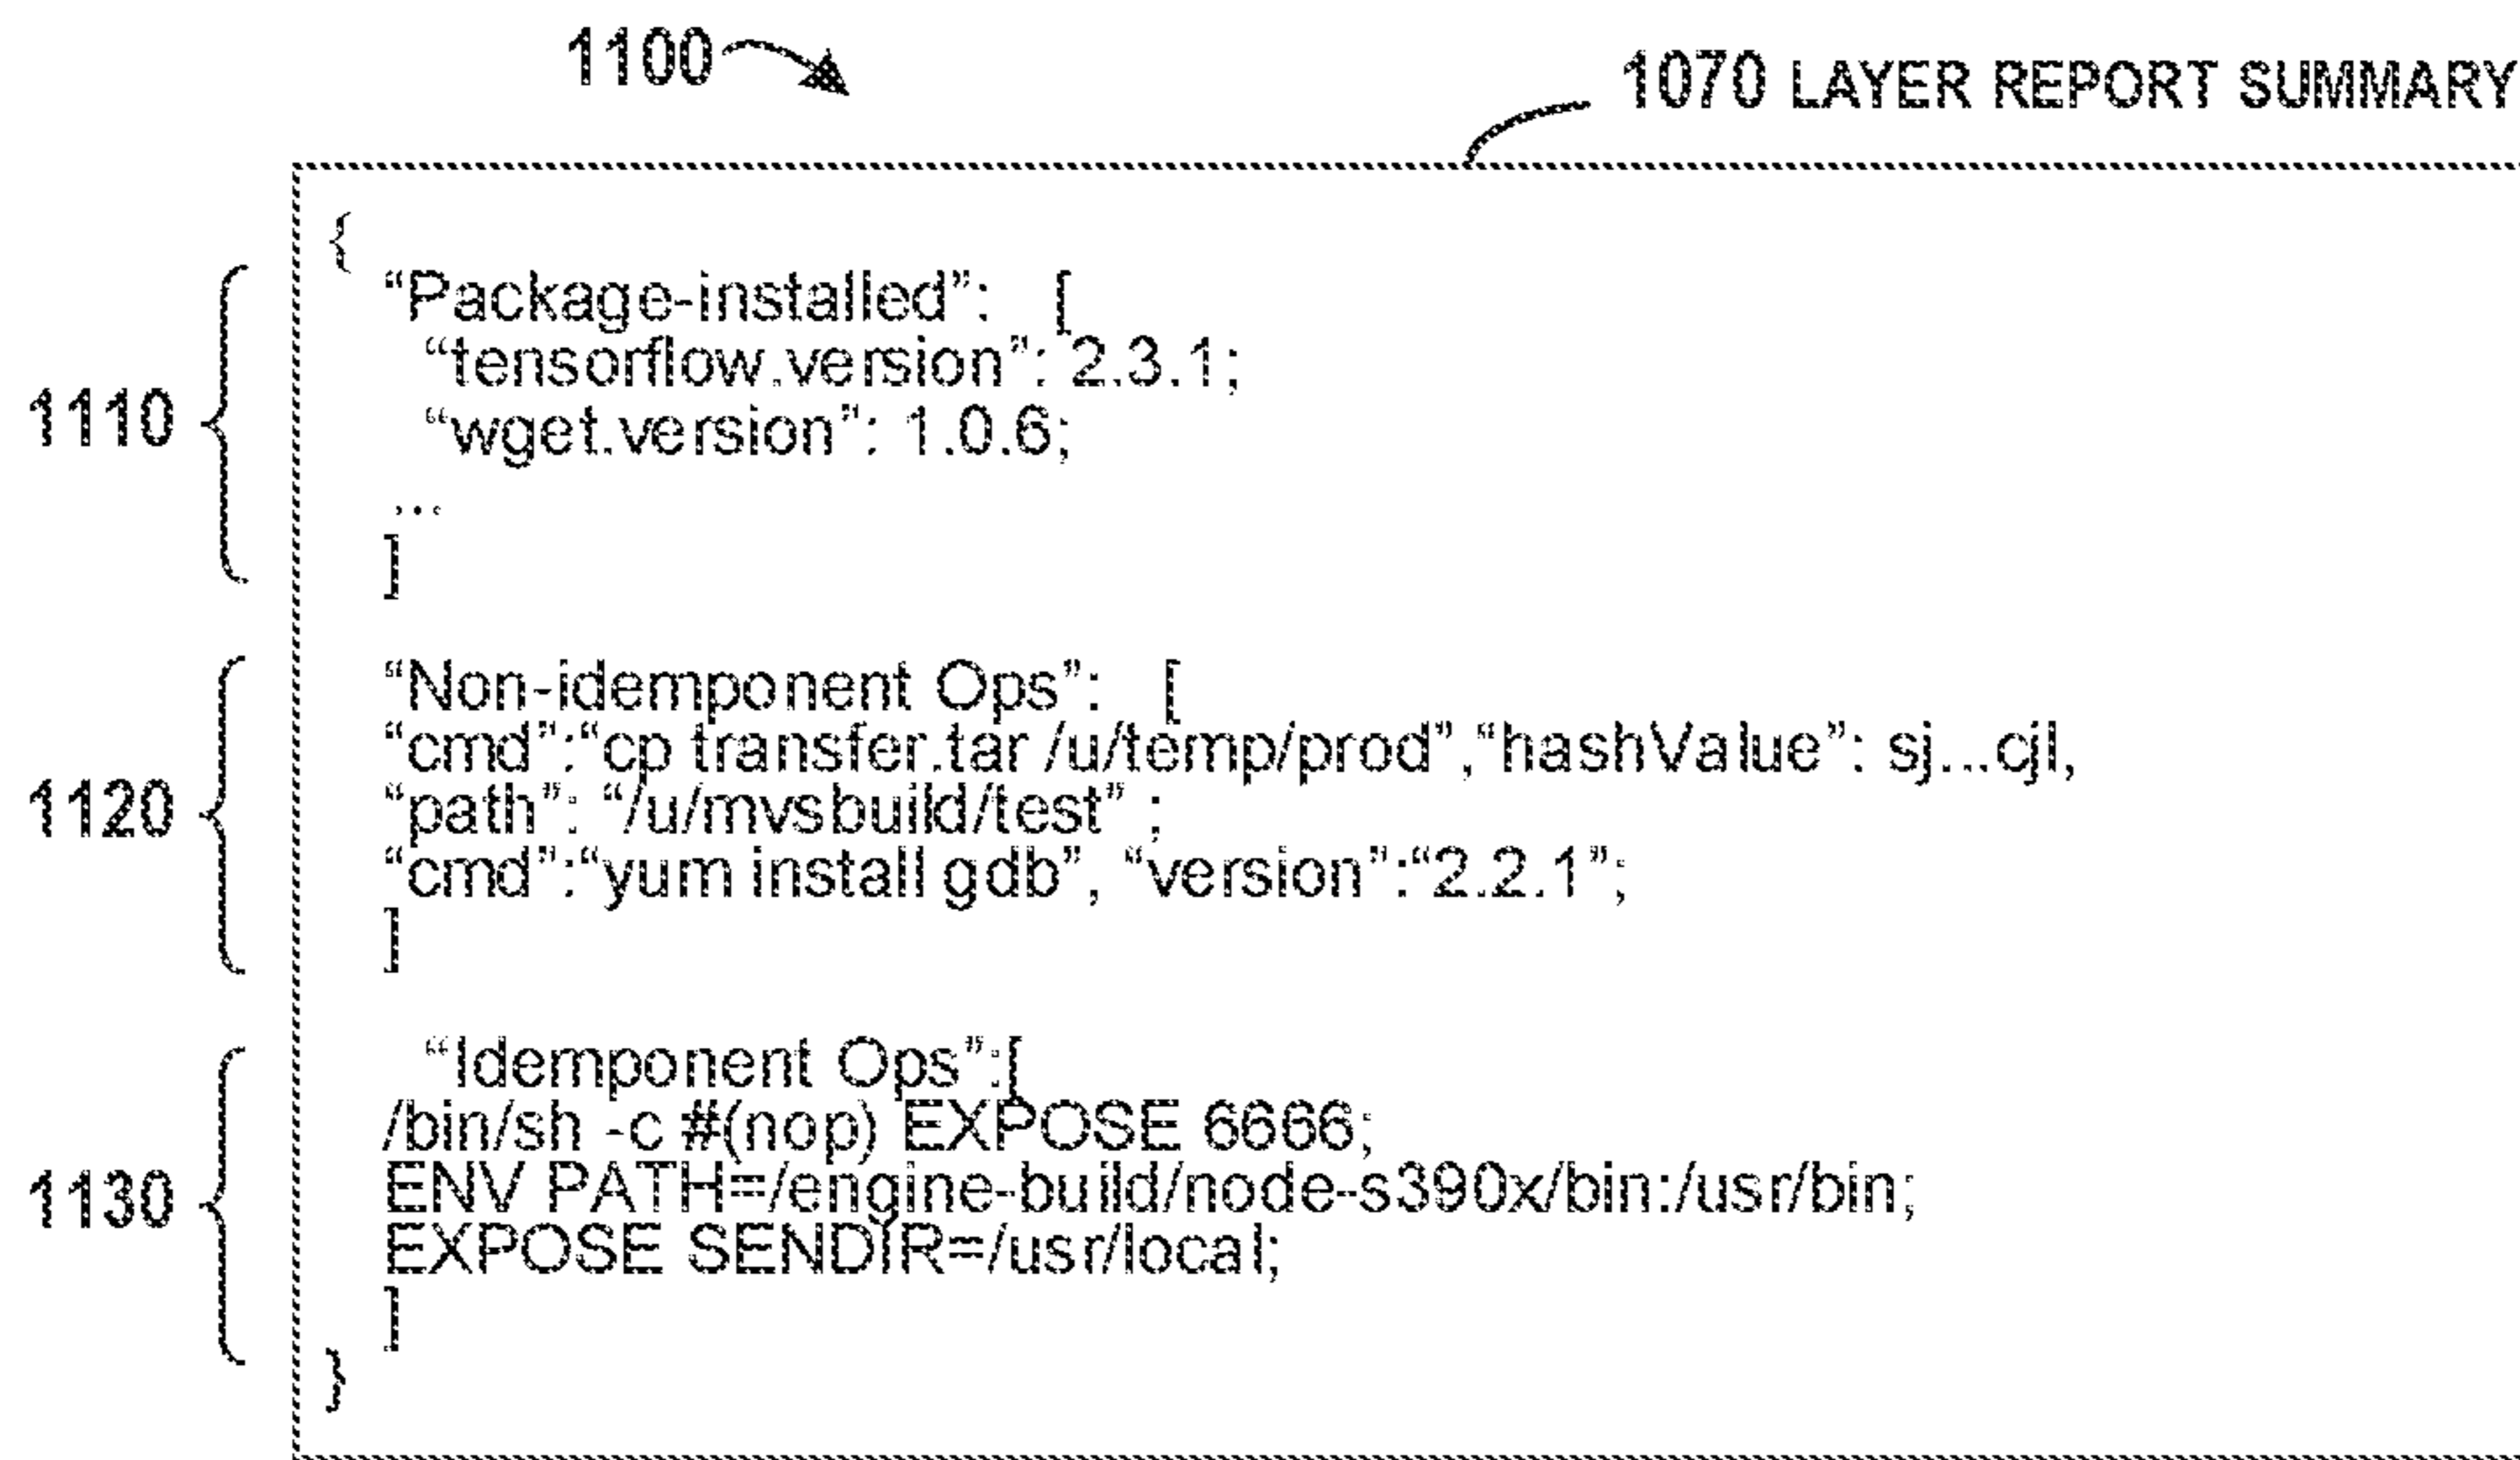 1100
1070 LAYER REPORT SUMMARY
{
“Package-installed”: [
“tensorflow.version”: 2.3.1;
“wget.version”: 1.0.6;
...
]
1110
“Non-idemponent Ops”: [
“cmd”:“cp transfer.tar /u/temp/prod”,“hashValue”: sj...cjl,
“path”: “/u/mvsbuild/test” ;
“cmd”:“yum install gdb”, “version”:“2.2.1”;
]
1120
“Idemponent Ops”:[
/bin/sh -c #(nop) EXPOSE 6666;
ENV PATH=/engine-build/node-s390x/bin:/usr/bin;
EXPOSE SENDIR=/usr/local;
]
1130
}